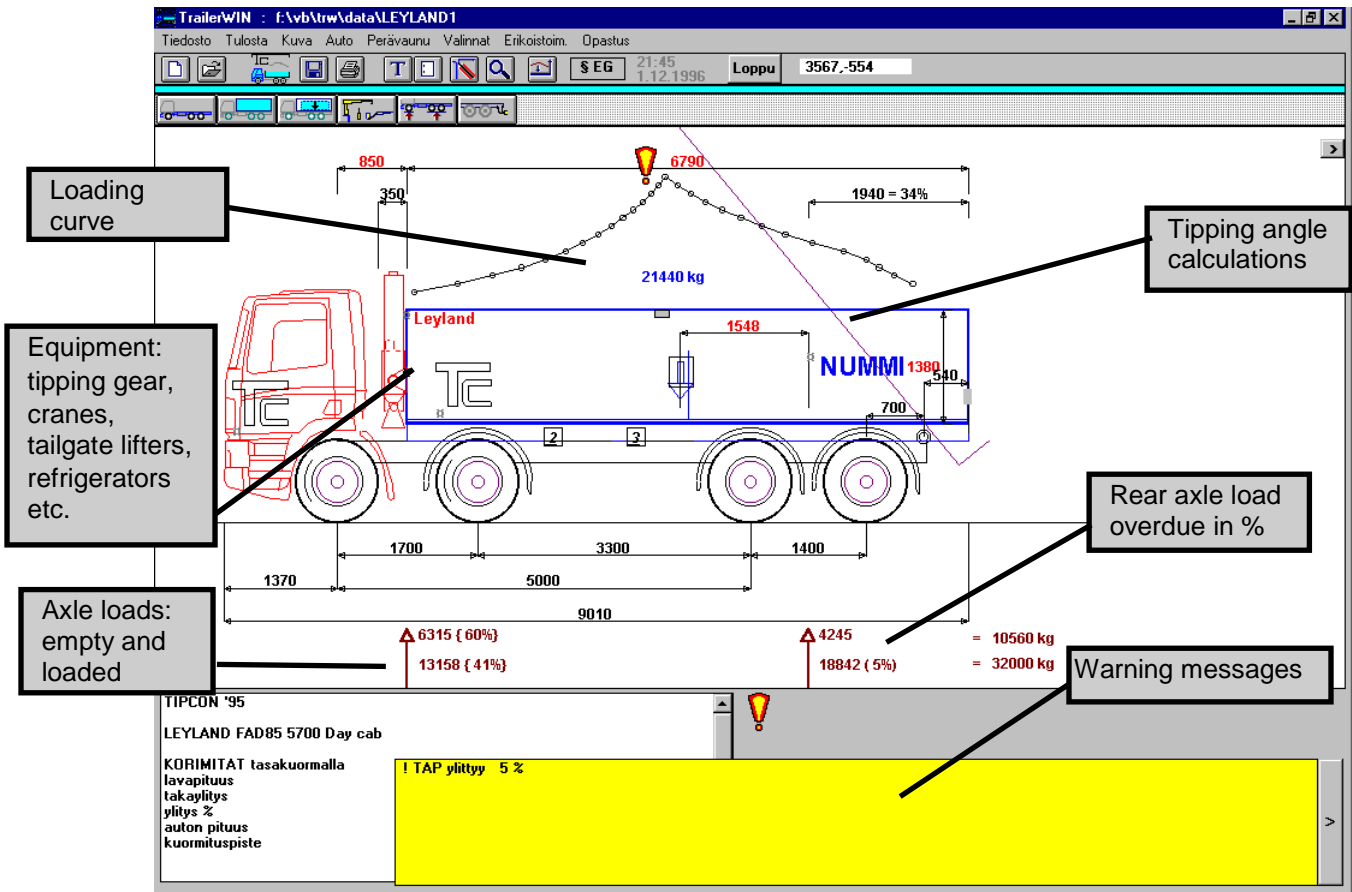 TrailerWIN : f:\vb\trw\data\LEYLAND1
Tiedosto Tulosta Kuva Auto Perävaunu Valinnat Erikoistoim. Opastus
TC T § EG 21:45 1.12.1996 Loppu 3567,-554
850
6790
350
1940 = 34%
Loading
curve
Tipping angle
calculations
21440 kg
Leyland
1548
NUMMI
1380
540
TC
TC
700
Equipment:
tipping gear,
cranes,
tailgate lifters,
refrigerators
etc.
2
3
Rear axle load
overdue in %
1700
3300
1400
1370
5000
9010
Axle loads:
empty and
loaded
6315 { 60%}
4245
= 10560 kg
13158 { 41%}
18842 ( 5%)
= 32000 kg
Warning messages
TIPCON '95
LEYLAND FAD85 5700 Day cab
KORIMITAT tasakuormalla
lavapituus
takaylitys
ylitys %
auton pituus
kuormituspiste
! TAP ylittyy 5 %